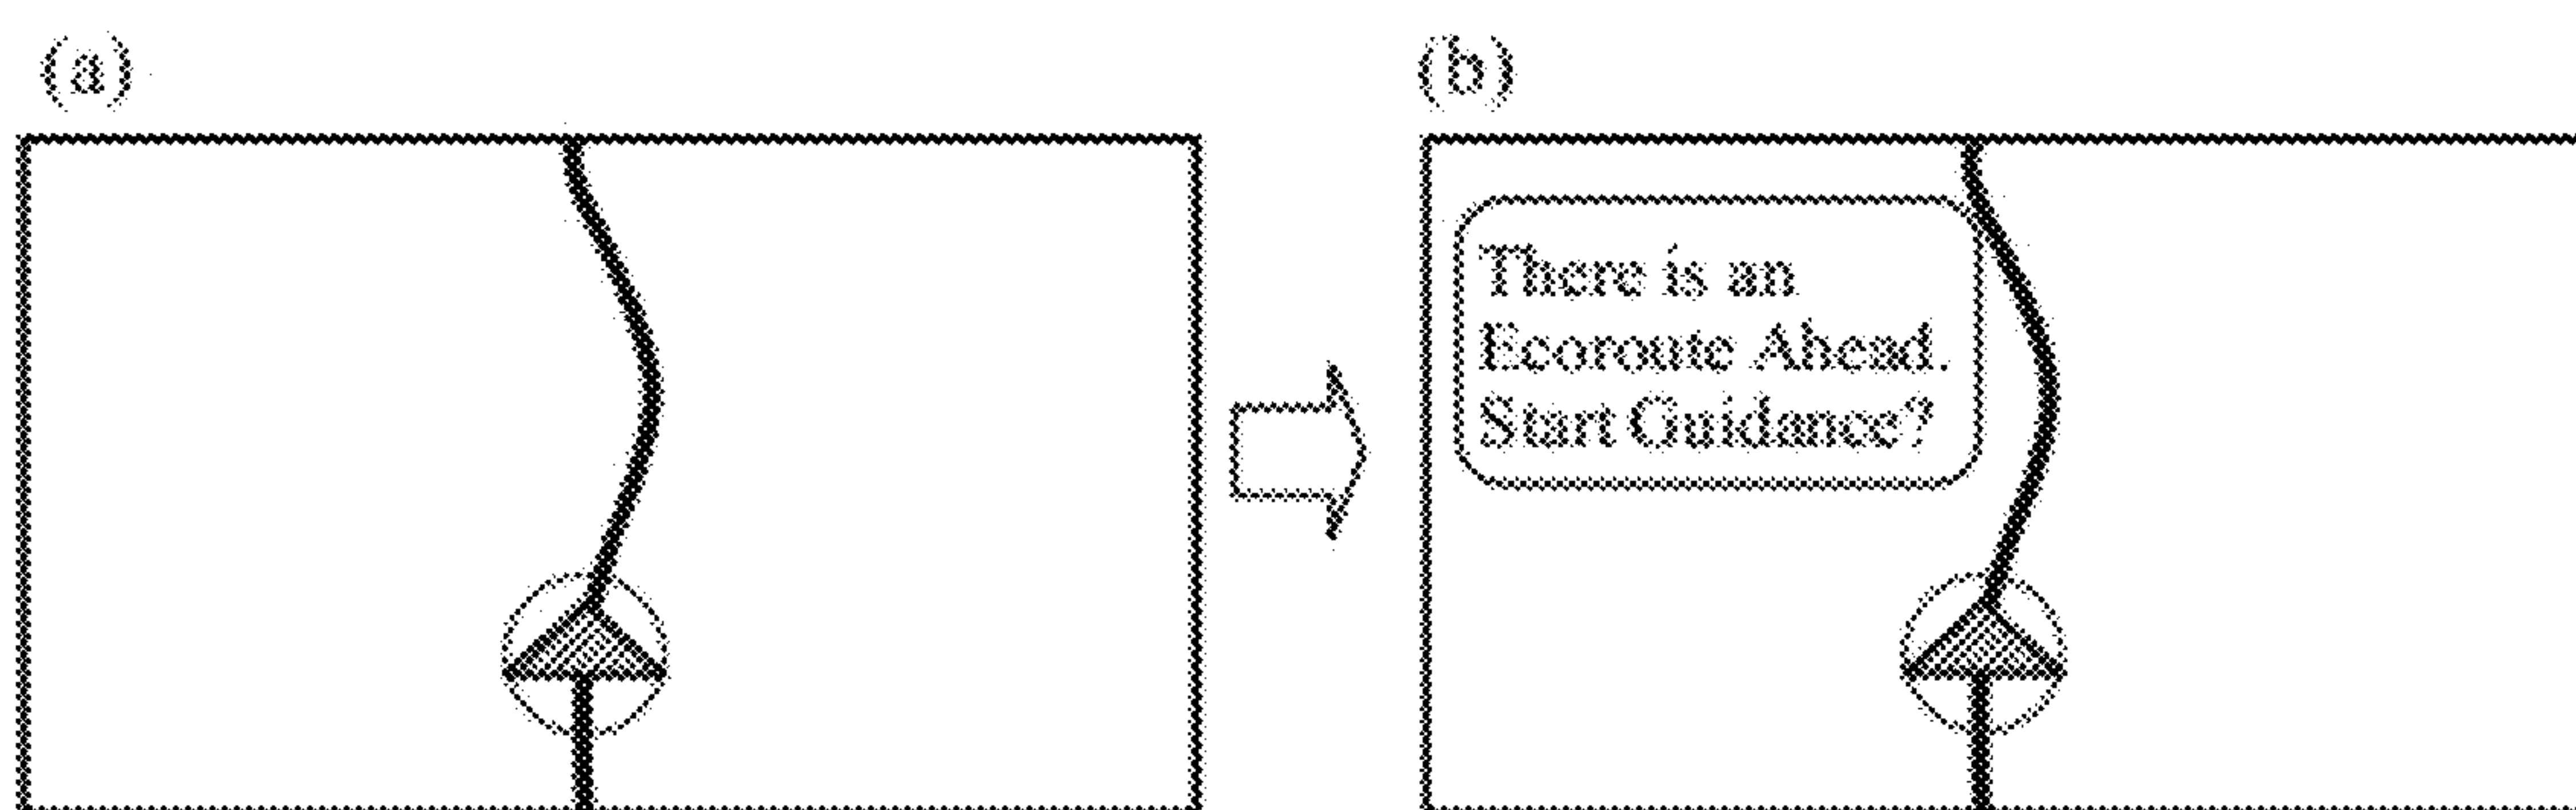 (a)
(b)
There is an
Ecoroute Ahead.
Start Guidance?